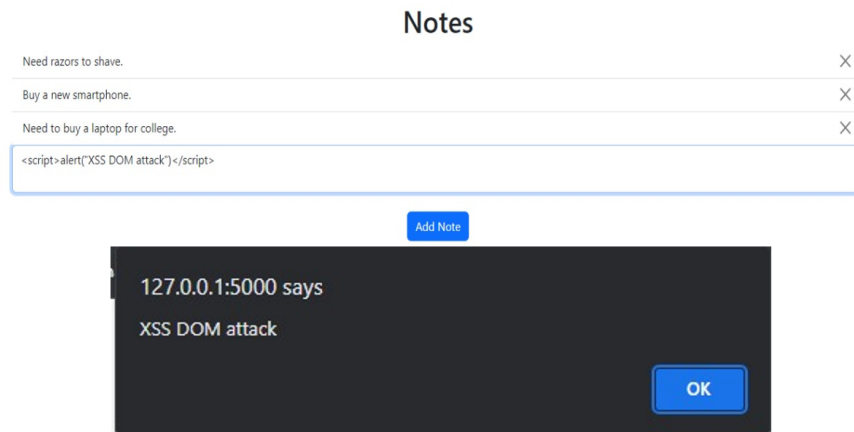 Notes
Need razors to shave.
Buy a new smartphone.
Need to buy a laptop for college.
<script>alert("XSS DOM attack")</script>
Add Note
127.0.0.1:5000 says
XSS DOM attack
OK